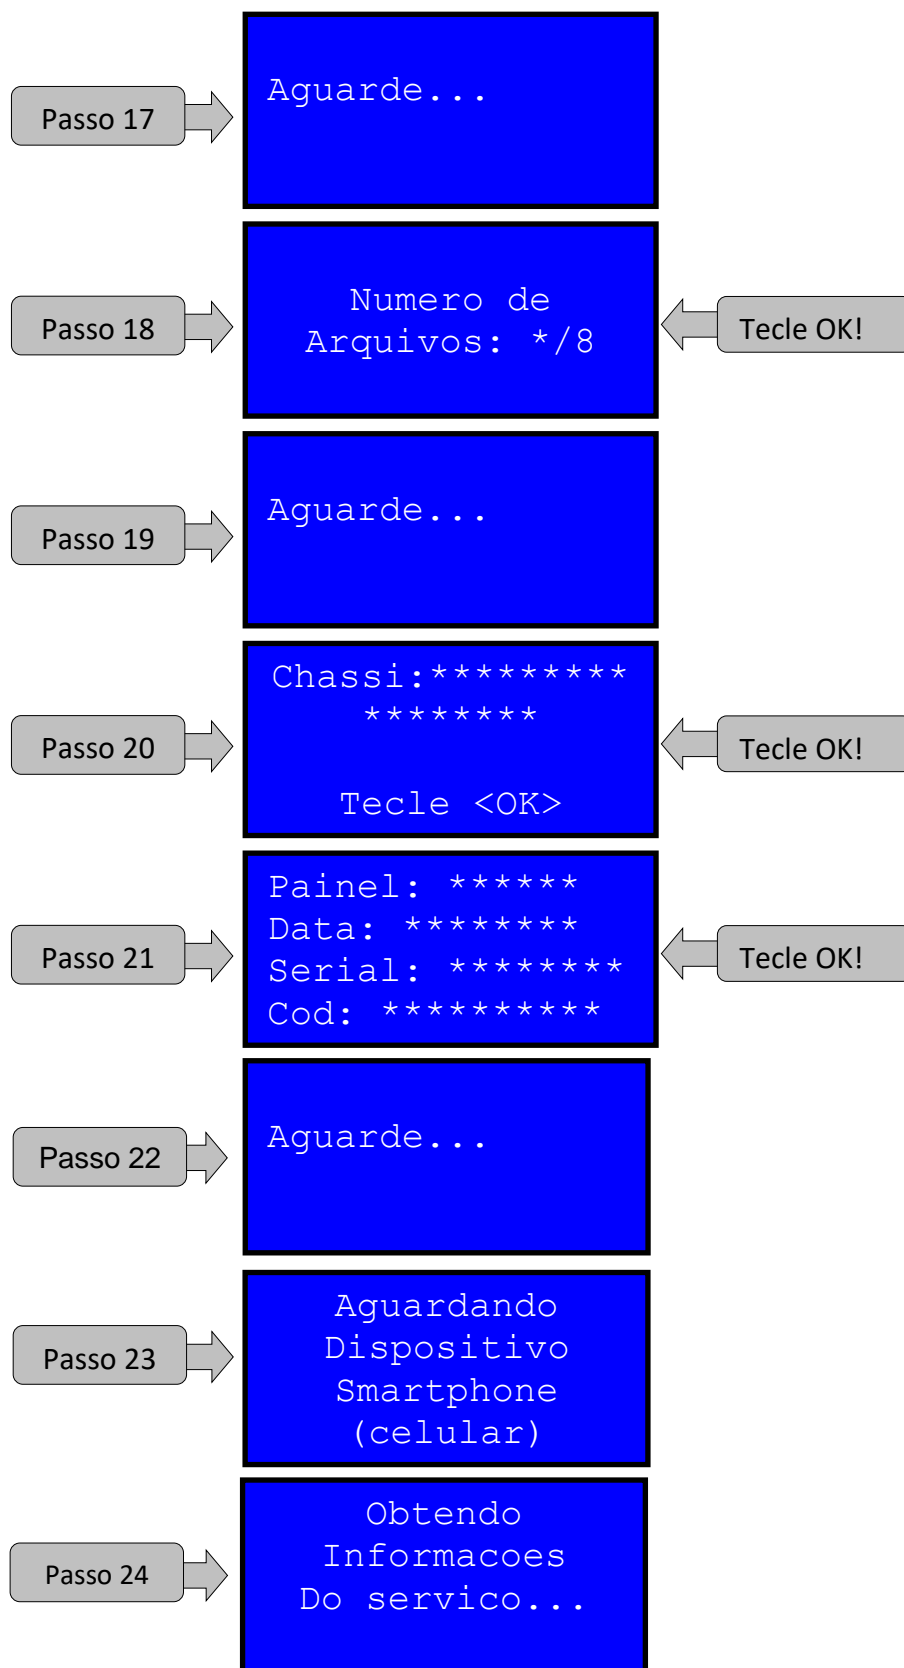 Passo 17
Aguarde...
Passo 18
Numero de
Arquivos: */8
Tecle OK!
Passo 19
Aguarde...
Passo 20
Chassi:*********
********
Tecle <OK>
Tecle OK!
Passo 21
Painel: ******
Data: ********
Serial: ********
Cod: **********
Tecle OK!
Passo 22
Aguarde...
Passo 23
Aguardando
Dispositivo
Smartphone
(celular)
Passo 24
Obtendo
Informacoes
Do servico...